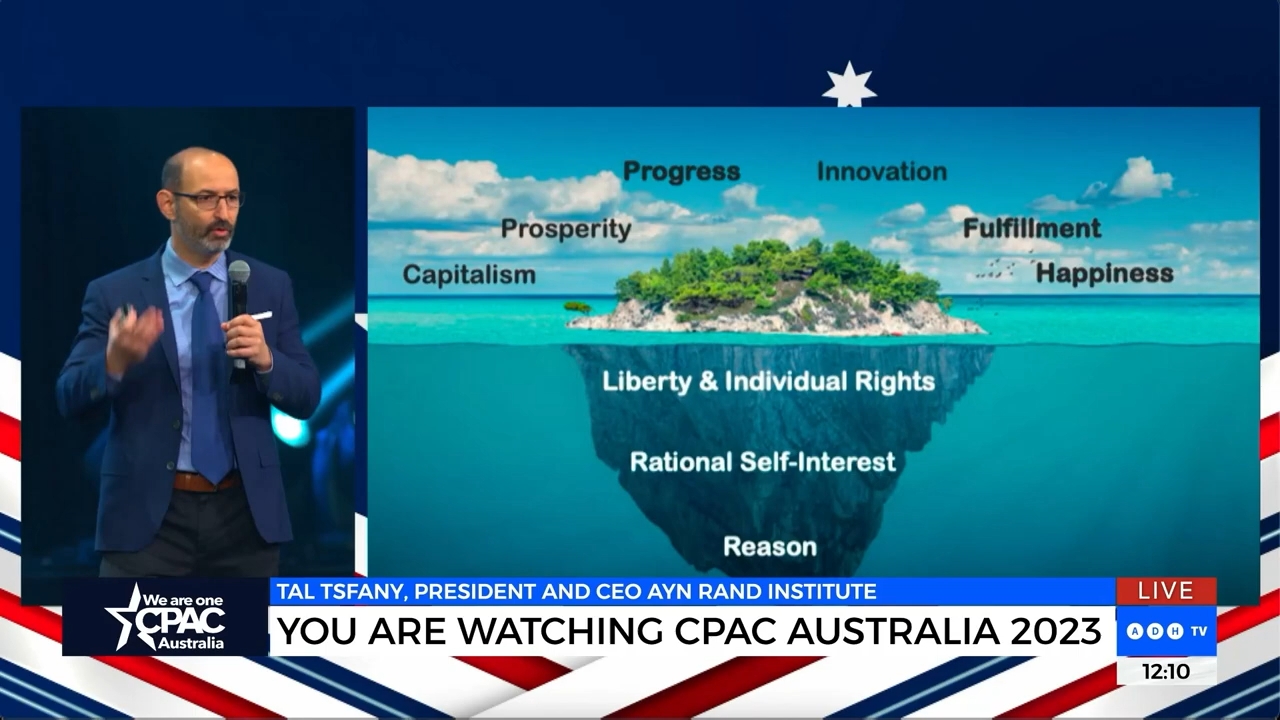 Progress
Innovation
Prosperity
Fulfillment
Capitalism
Happiness
Liberty & Individual Rights
Rational Self-Interest
Reason
We are one
CPAC
Australia
TAL TSFANY, PRESIDENT AND CEO AYN RAND INSTITUTE
YOU ARE WATCHING CPAC AUSTRALIA 2023
LIVE
ADH TV
12:10